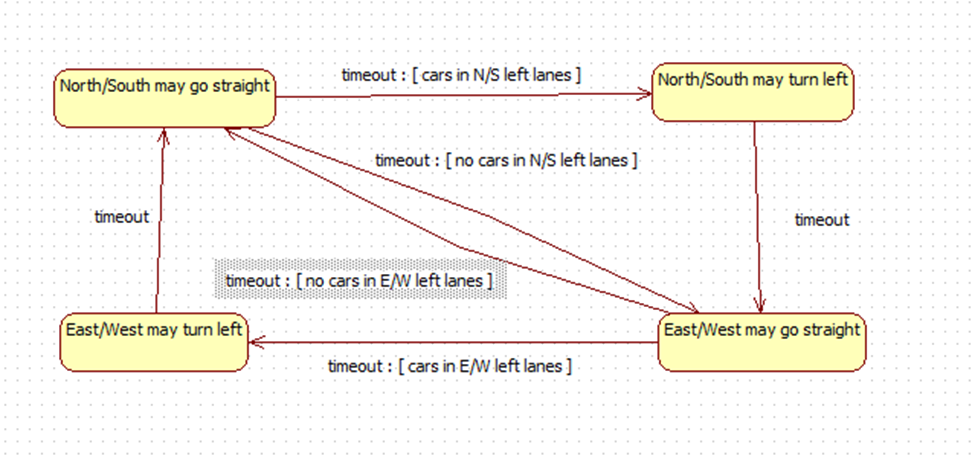 timeout : [ cars in N/S left lanes ]
North/South may go straight
North/South may turn left
timeout : [ no cars in N/S left lanes ]
timeout
timeout
timeout : [ no cars in E/W left lanes ]
East/West may turn left
East/West may go straight
timeout : [ cars in E/W left lanes ]